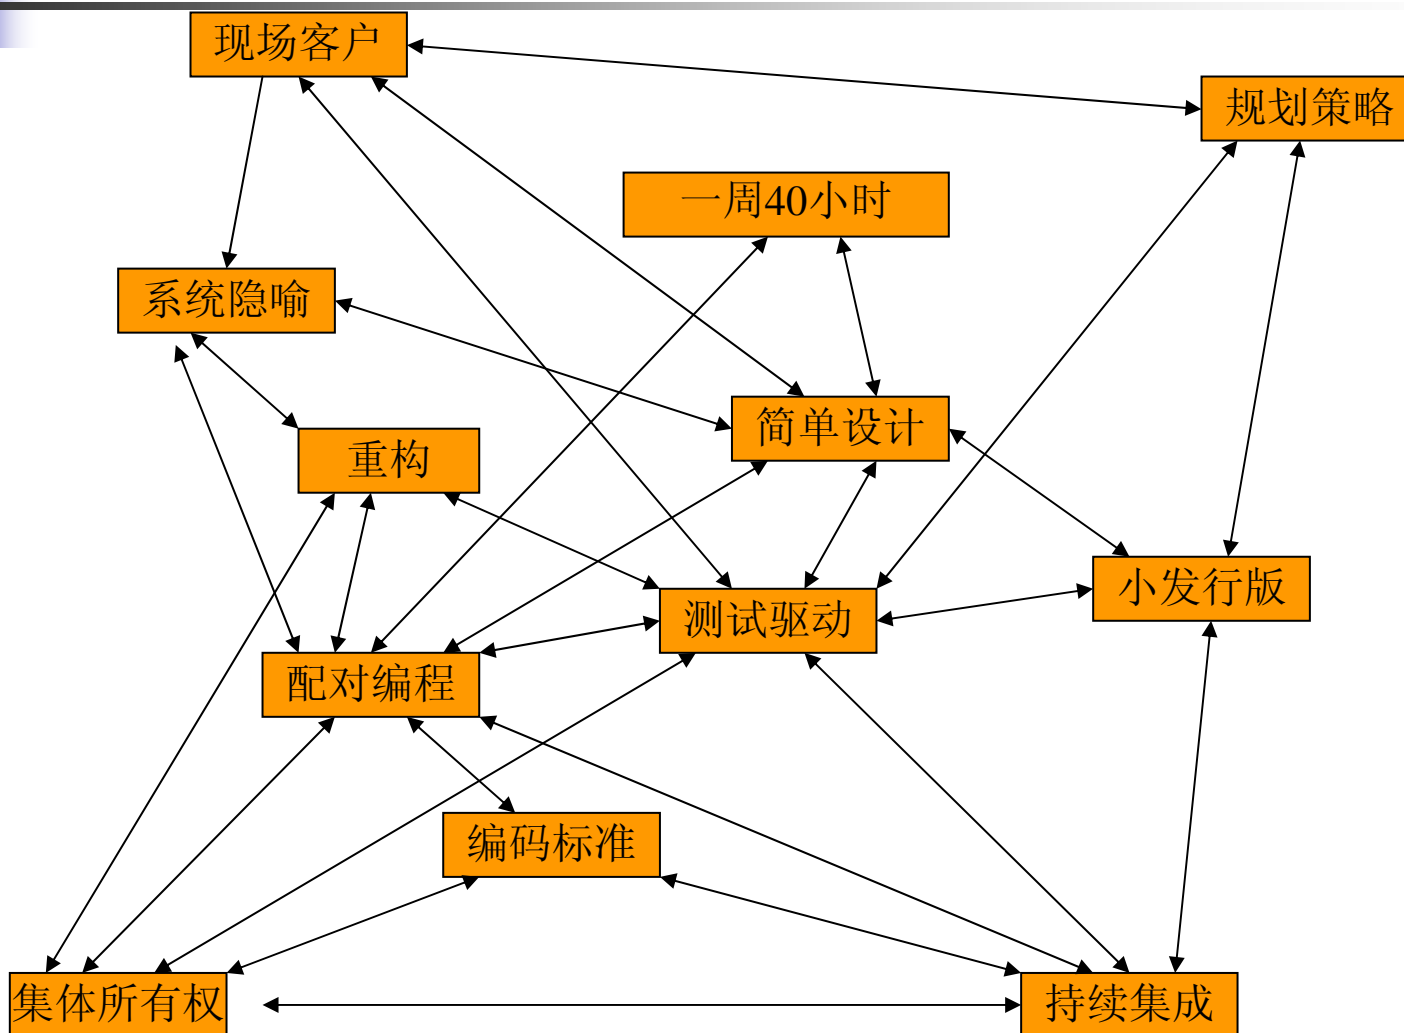 现场客户
规划策略
一周40小时
系统隐喻
简单设计
重构
小发行版
测试驱动
配对编程
编码标准
集体所有权
持续集成